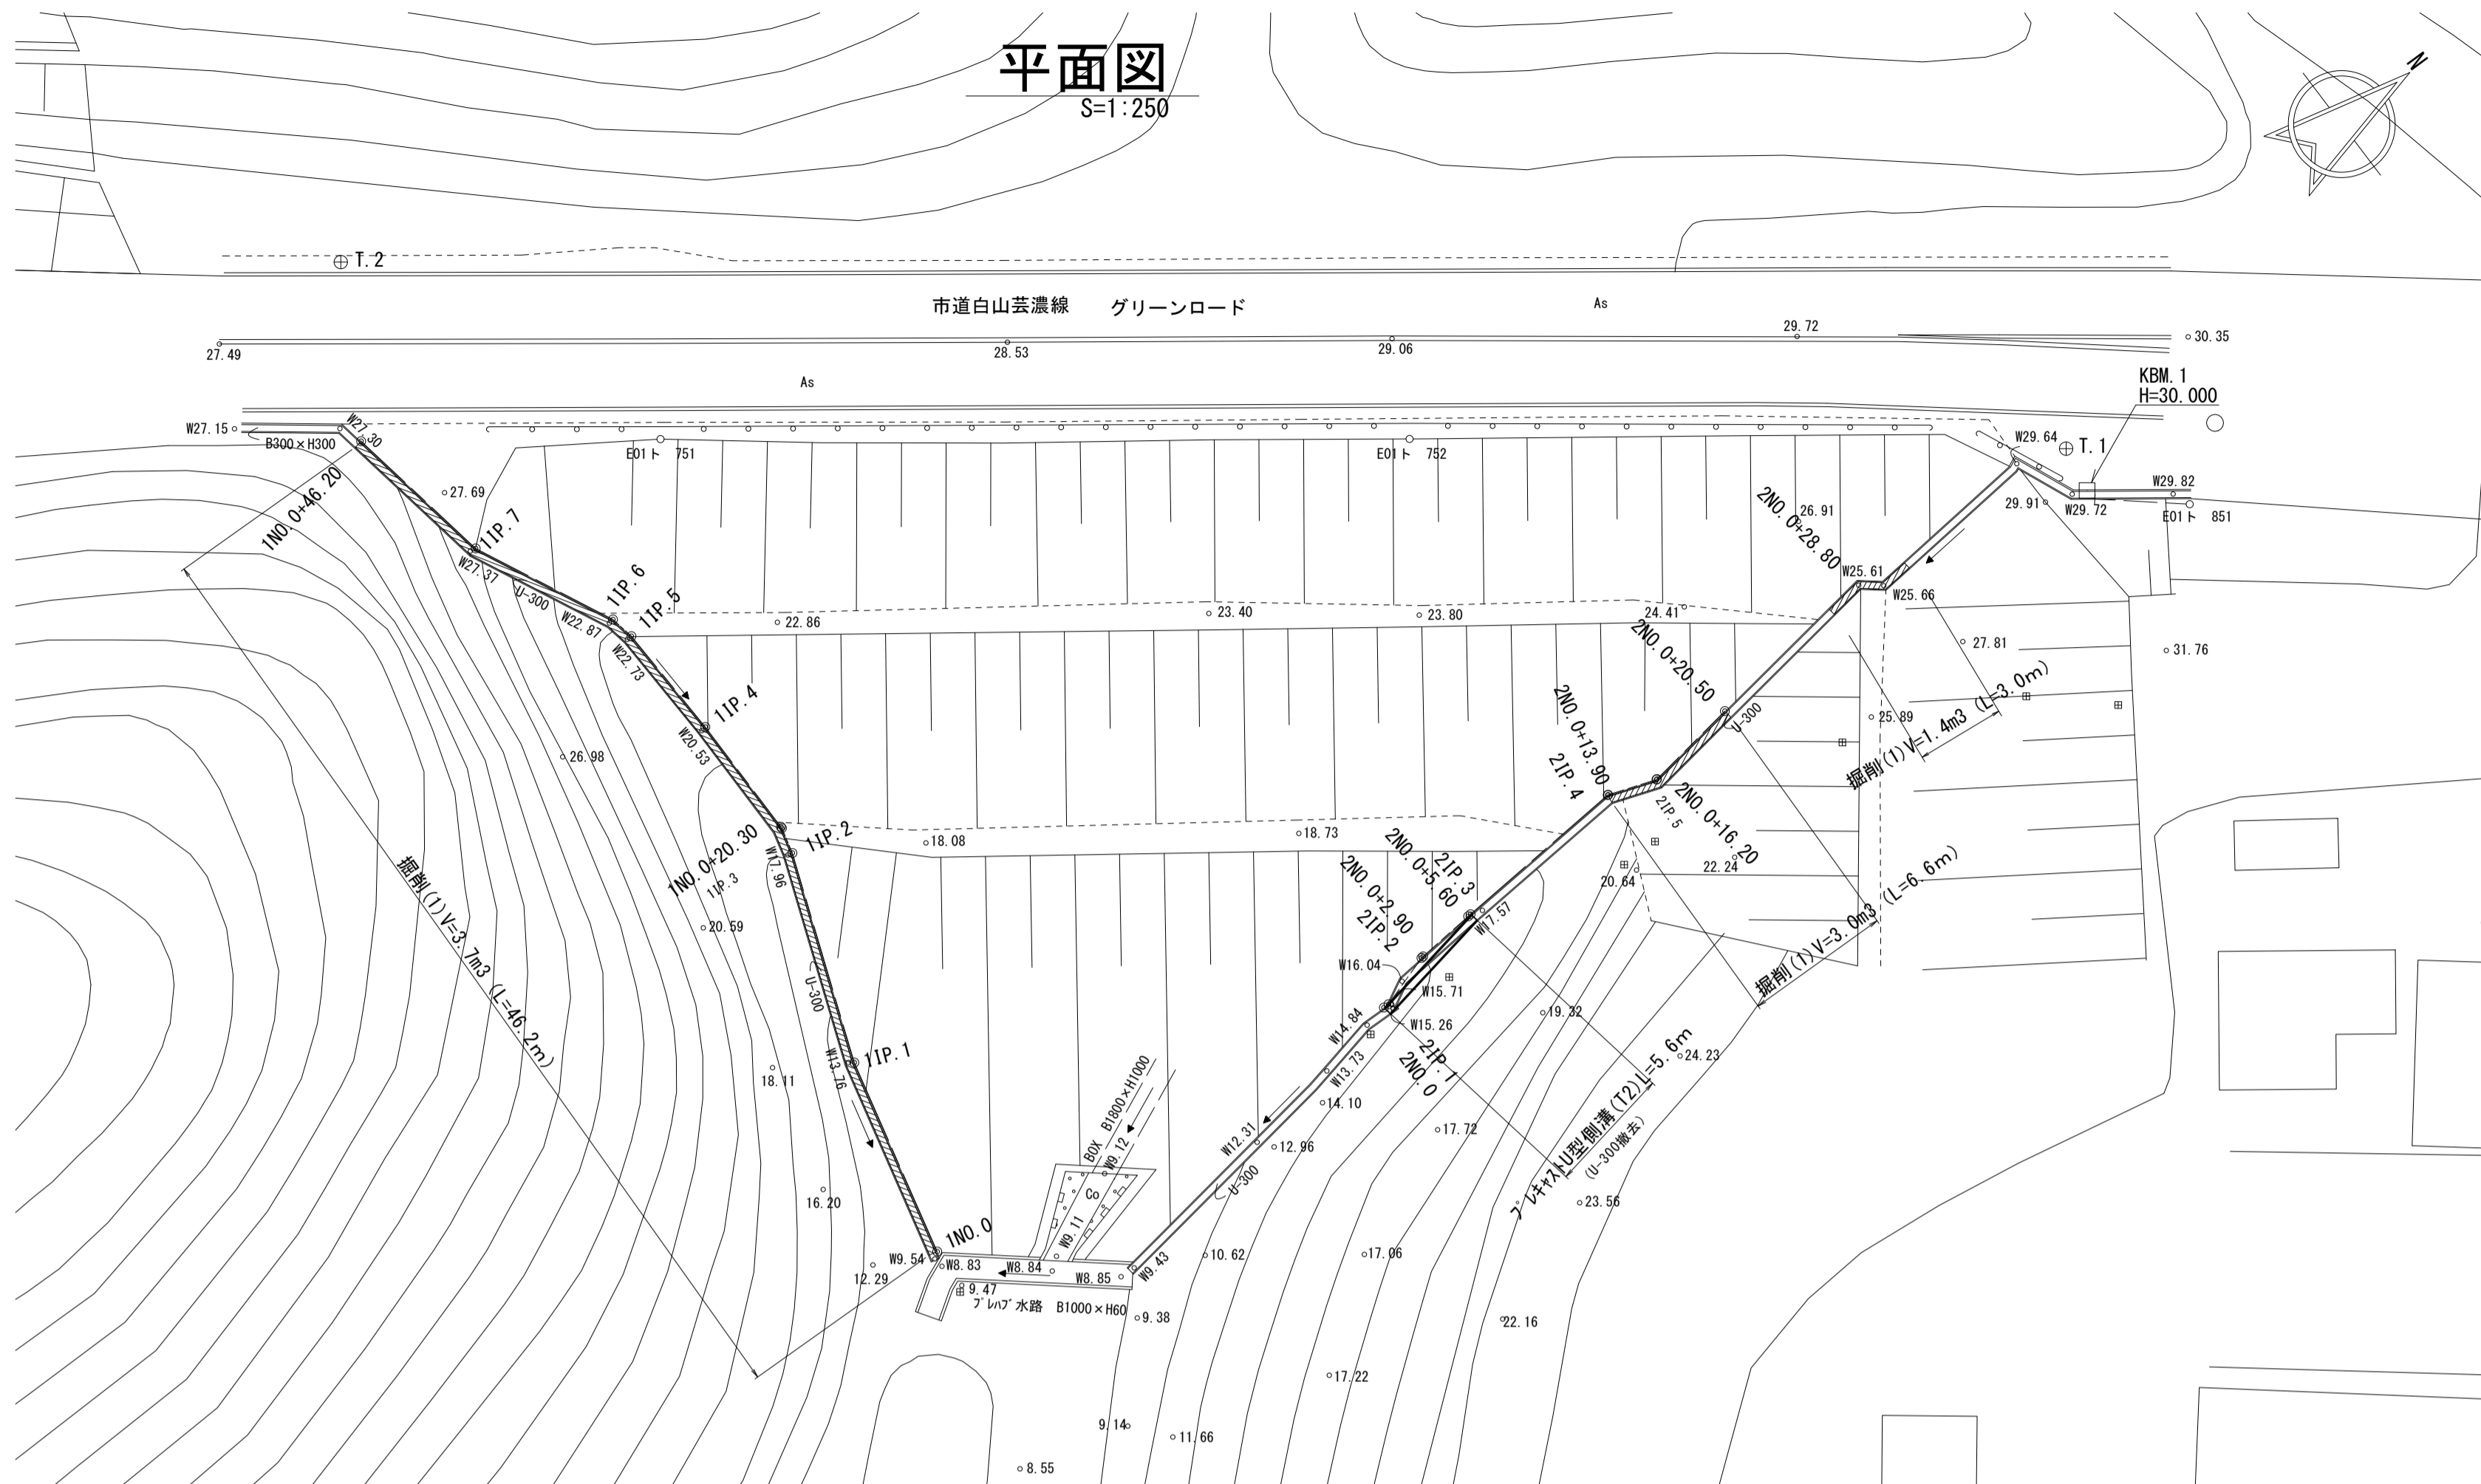 平面図
S=1:250
N
T.2
市道白山芸濃線 グリーンロード
As
27.49
28.53
29.06
29.72
30.35
As
KBM.1
H=30.000
W27.15
W27.30
B300×H300
E01ト 751
E01ト 752
W29.64
T.1
W29.82
29.91
W29.72
E01ト 851
1NO.0+46.20
27.69
1IP.7
W27.37
U-300
1IP.6
1IP.5
W22.87
W22.73
22.86
23.40
23.80
24.41
26.91
2NO.0+28.80
W25.61
W25.66
27.81
31.76
2NO.0+20.50
U-300
25.89
掘削(1)V=1.4m3 (L=3.0m)
1IP.4
W20.53
26.98
2NO.0+13.90
2IP.4
2NO.0+16.20
2IP.5
1NO.0+20.30
1IP.3
1IP.2
W17.96
18.08
18.73
2NO.0+5.60
2IP.3
2NO.0+2.90
2IP.2
W17.57
20.64
22.24
掘削(1)V=3.0m3 (L=6.6m)
掘削(1)V=3.7m3 (L=46.2m)
20.59
U-300
W16.04
W15.71
W15.26
W14.84
19.32
24.23
1IP.1
W13.76
18.11
2IP.1
2NO.0
W13.73
14.10
17.72
プレキャストU型側溝(T2)L=5.6m
(U-300撤去)
BOX B1800×H1000
W9.12
Co
W9.11
W12.31
12.96
U-300
16.20
23.56
1NO.0
W9.54
W8.83
W8.84
W8.85
W9.43
10.62
17.06
12.29
9.47
プレハブ水路 B1000×H60
9.38
22.16
17.22
9.14
11.66
8.55